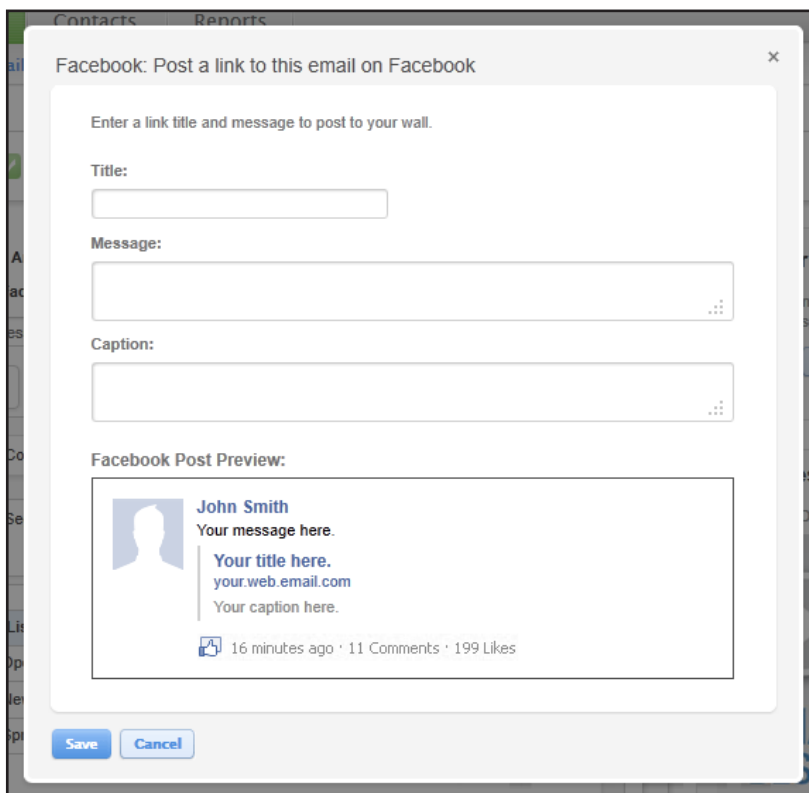 Contacts Reports
Facebook: Post a link to this email on Facebook
×
Enter a link title and message to post to your wall.
Title:
Message:
Caption:
Facebook Post Preview:
John Smith
Your message here.
Your title here.
your.web.email.com
Your caption here.
16 minutes ago · 11 Comments · 199 Likes
Save Cancel